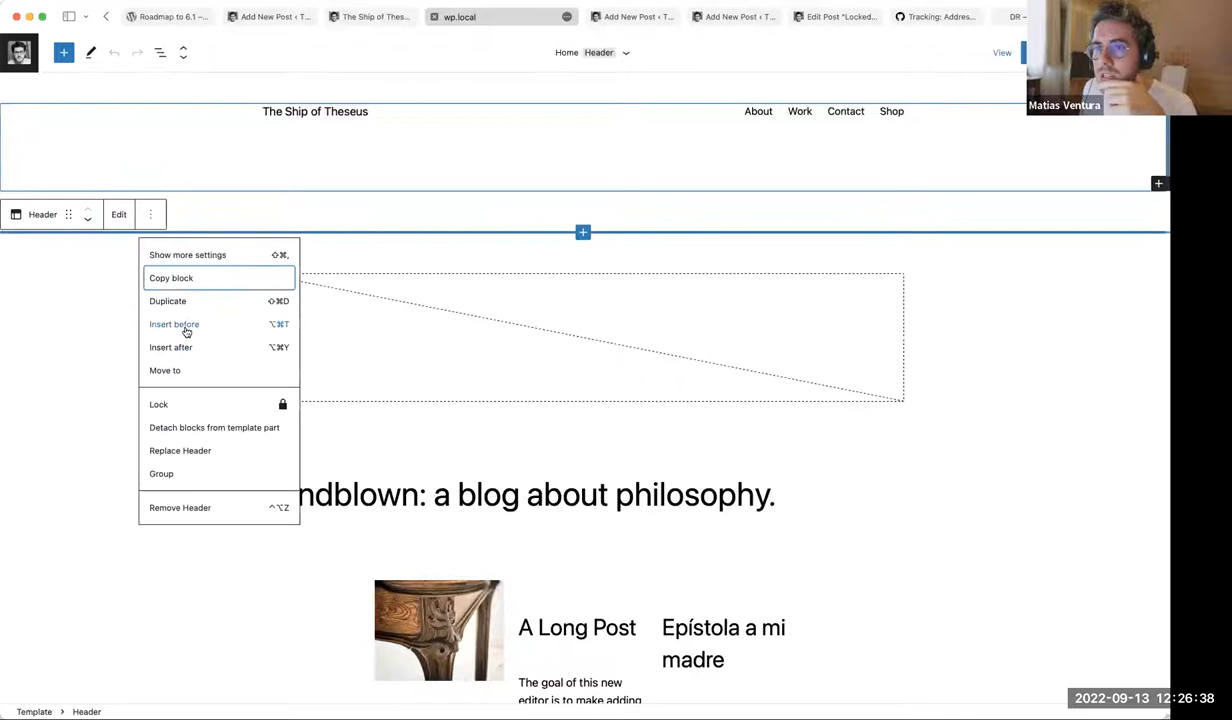 Roadmap to 6.1 —...
Add New Post ‹ T...
The Ship of Thes...
wp.local
Add New Post ‹ T...
Add New Post ‹ T...
Edit Post "Locked...
Tracking: Addres...
DR –
Home Header
View
Matias Ventura
The Ship of Theseus
About Work Contact Shop
Header
Edit
Show more settings ⇧⌘,
Copy block
Duplicate ⇧⌘D
Insert before ⌥⌘T
Insert after ⌥⌘Y
Move to
Lock
Detach blocks from template part
Replace Header
Group
Remove Header ^⌥Z
ndblown: a blog about philosophy.
A Long Post
Epístola a mi
madre
The goal of this new
editor is to make adding
Template > Header
2022-09-13 12:26:38